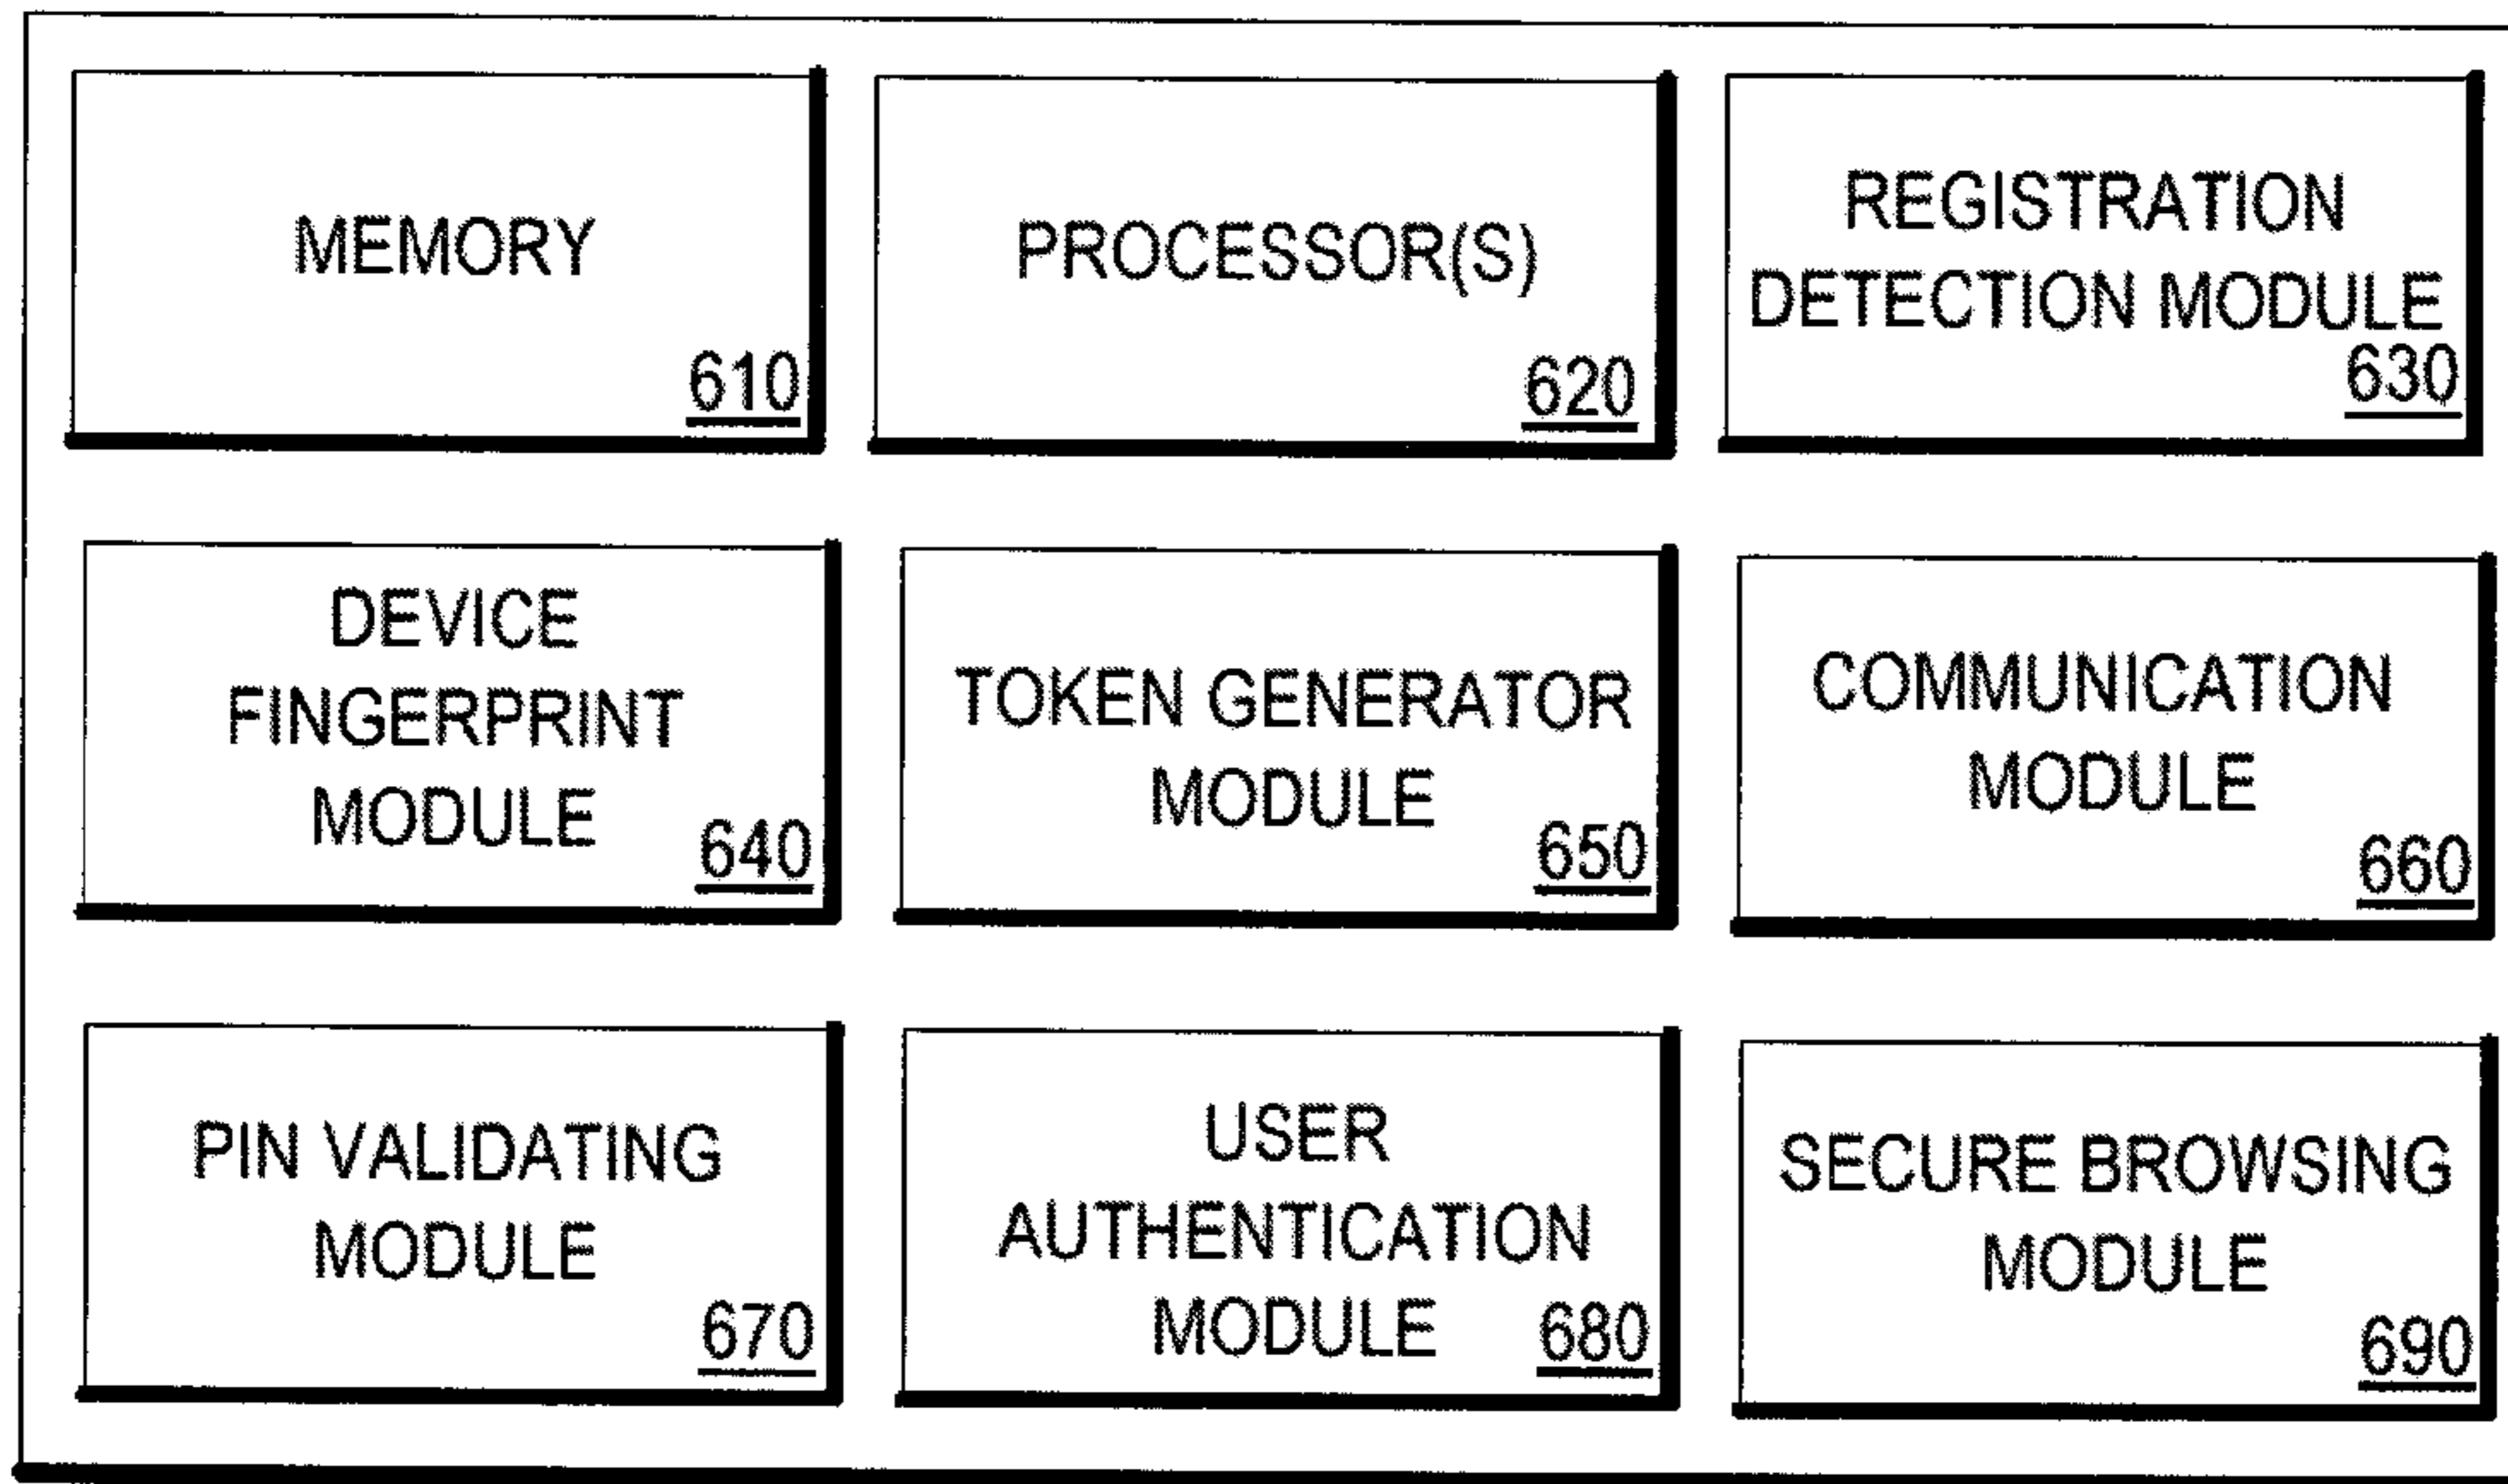 MEMORY
610
PROCESSOR(S)
620
REGISTRATION
DETECTION MODULE
630
DEVICE
FINGERPRINT
MODULE
640
TOKEN GENERATOR
MODULE
650
COMMUNICATION
MODULE
660
PIN VALIDATING
MODULE
670
USER
AUTHENTICATION
MODULE
680
SECURE BROWSING
MODULE
690